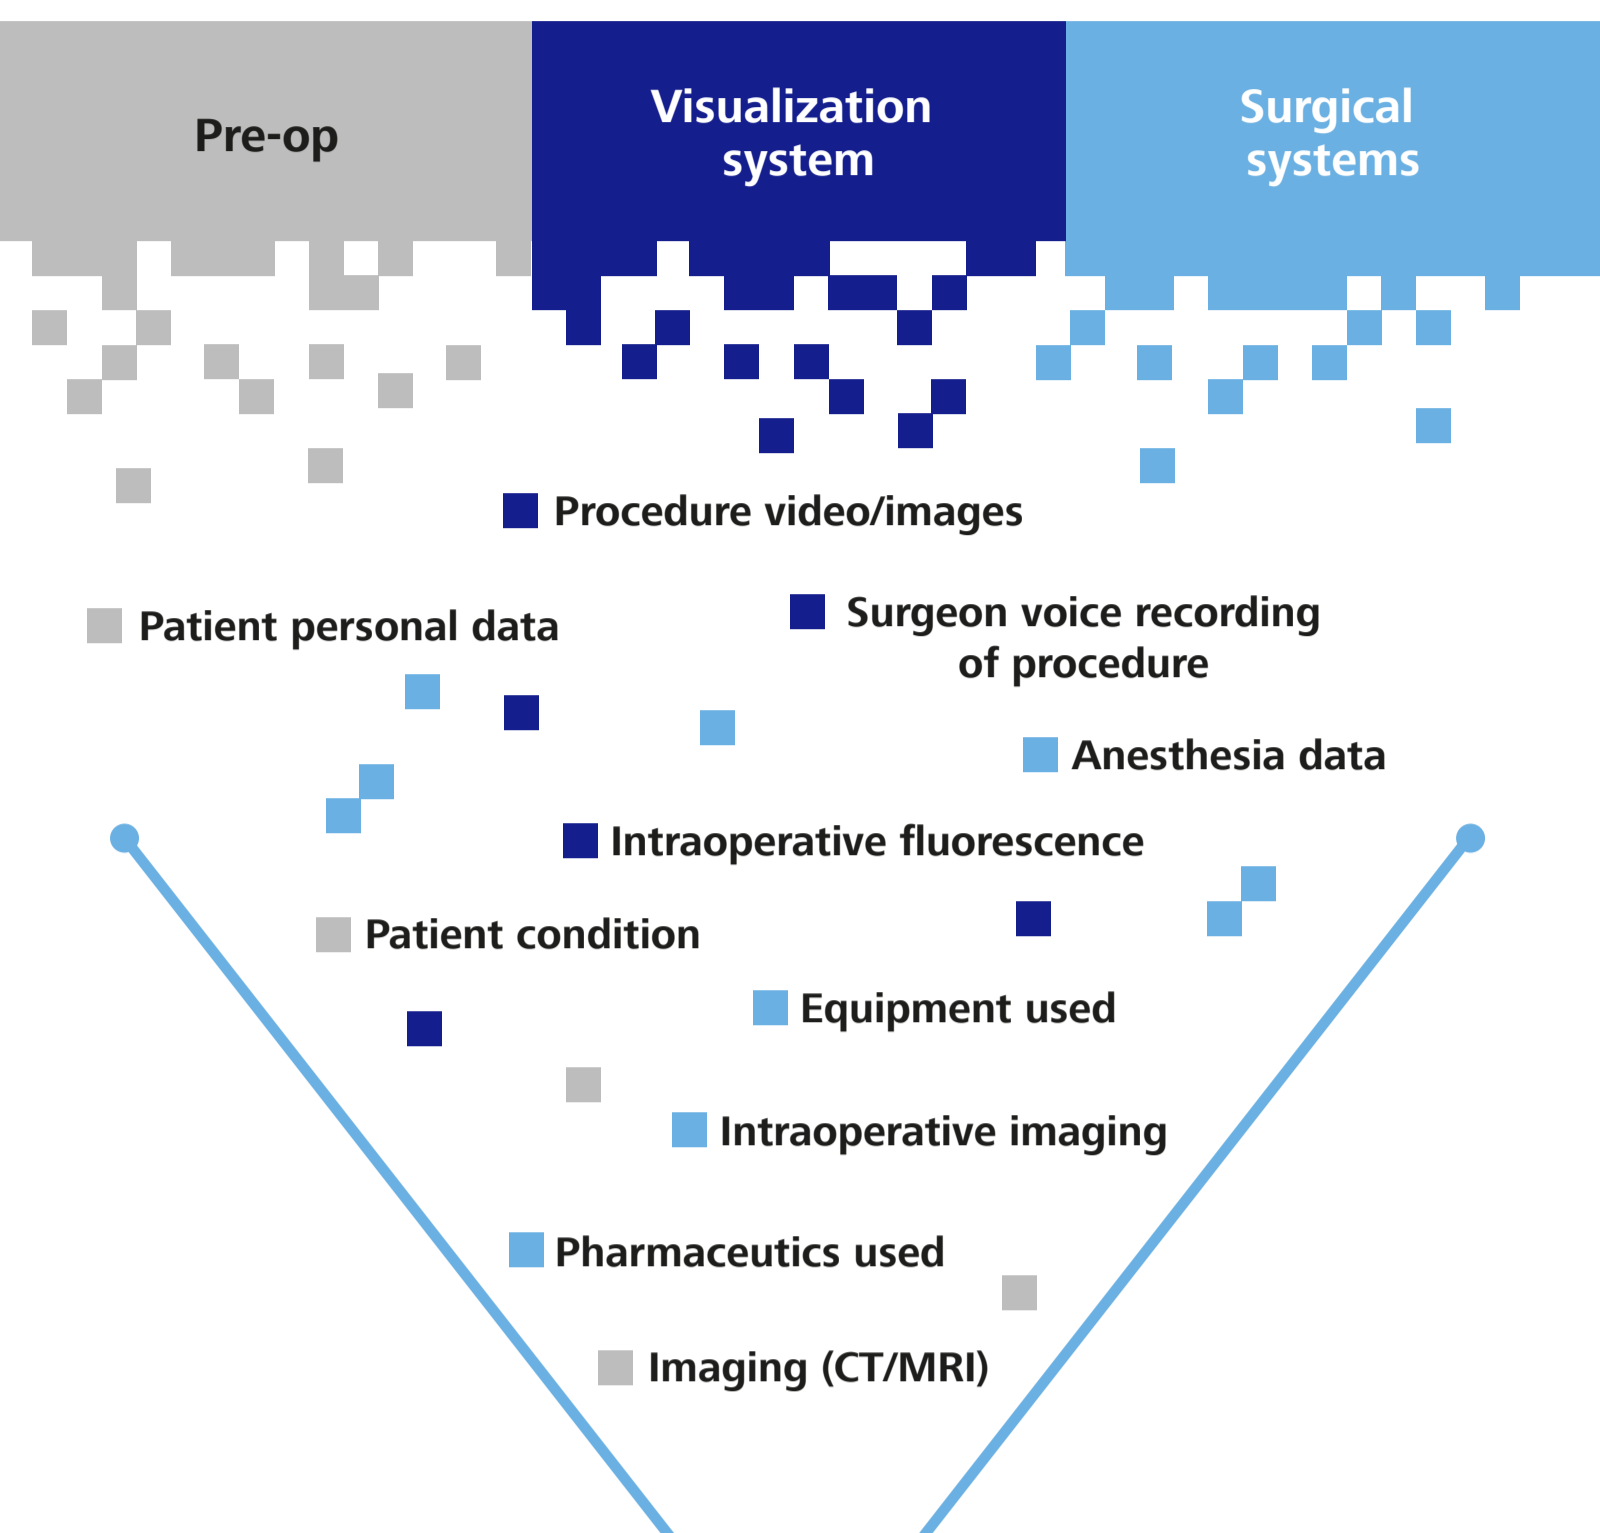 Pre-op
Visualization
system
Surgical
systems
Procedure video/images
Patient personal data
Surgeon voice recording
of procedure
Anesthesia data
Intraoperative fluorescence
Patient condition
Equipment used
Intraoperative imaging
Pharmaceutics used
Imaging (CT/MRI)